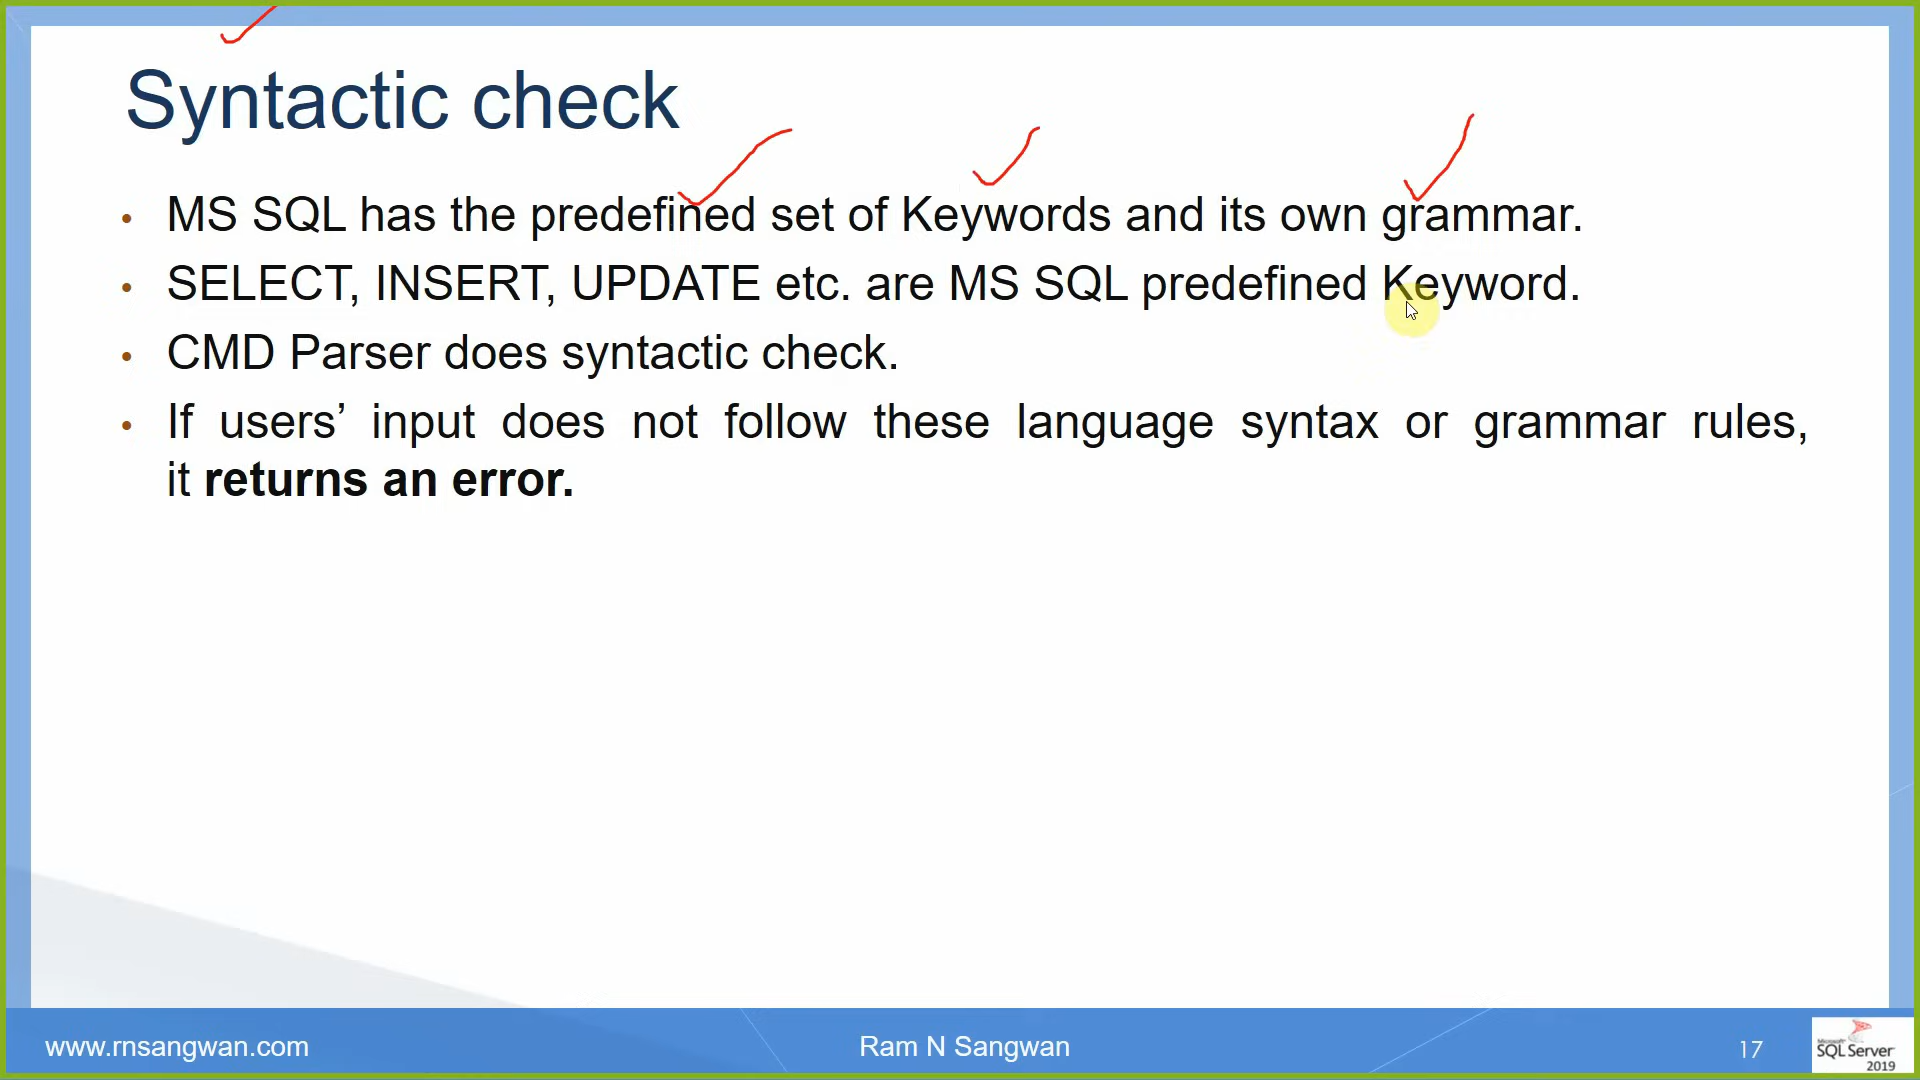 Syntactic check
• MS SQL has the predefined set of Keywords and its own grammar.
• SELECT, INSERT, UPDATE etc. are MS SQL predefined Keyword.
• CMD Parser does syntactic check.
• If users’ input does not follow these language syntax or grammar rules,
it returns an error.
www.rnsangwan.com
Ram N Sangwan
17
Microsoft
SQL Server
2019